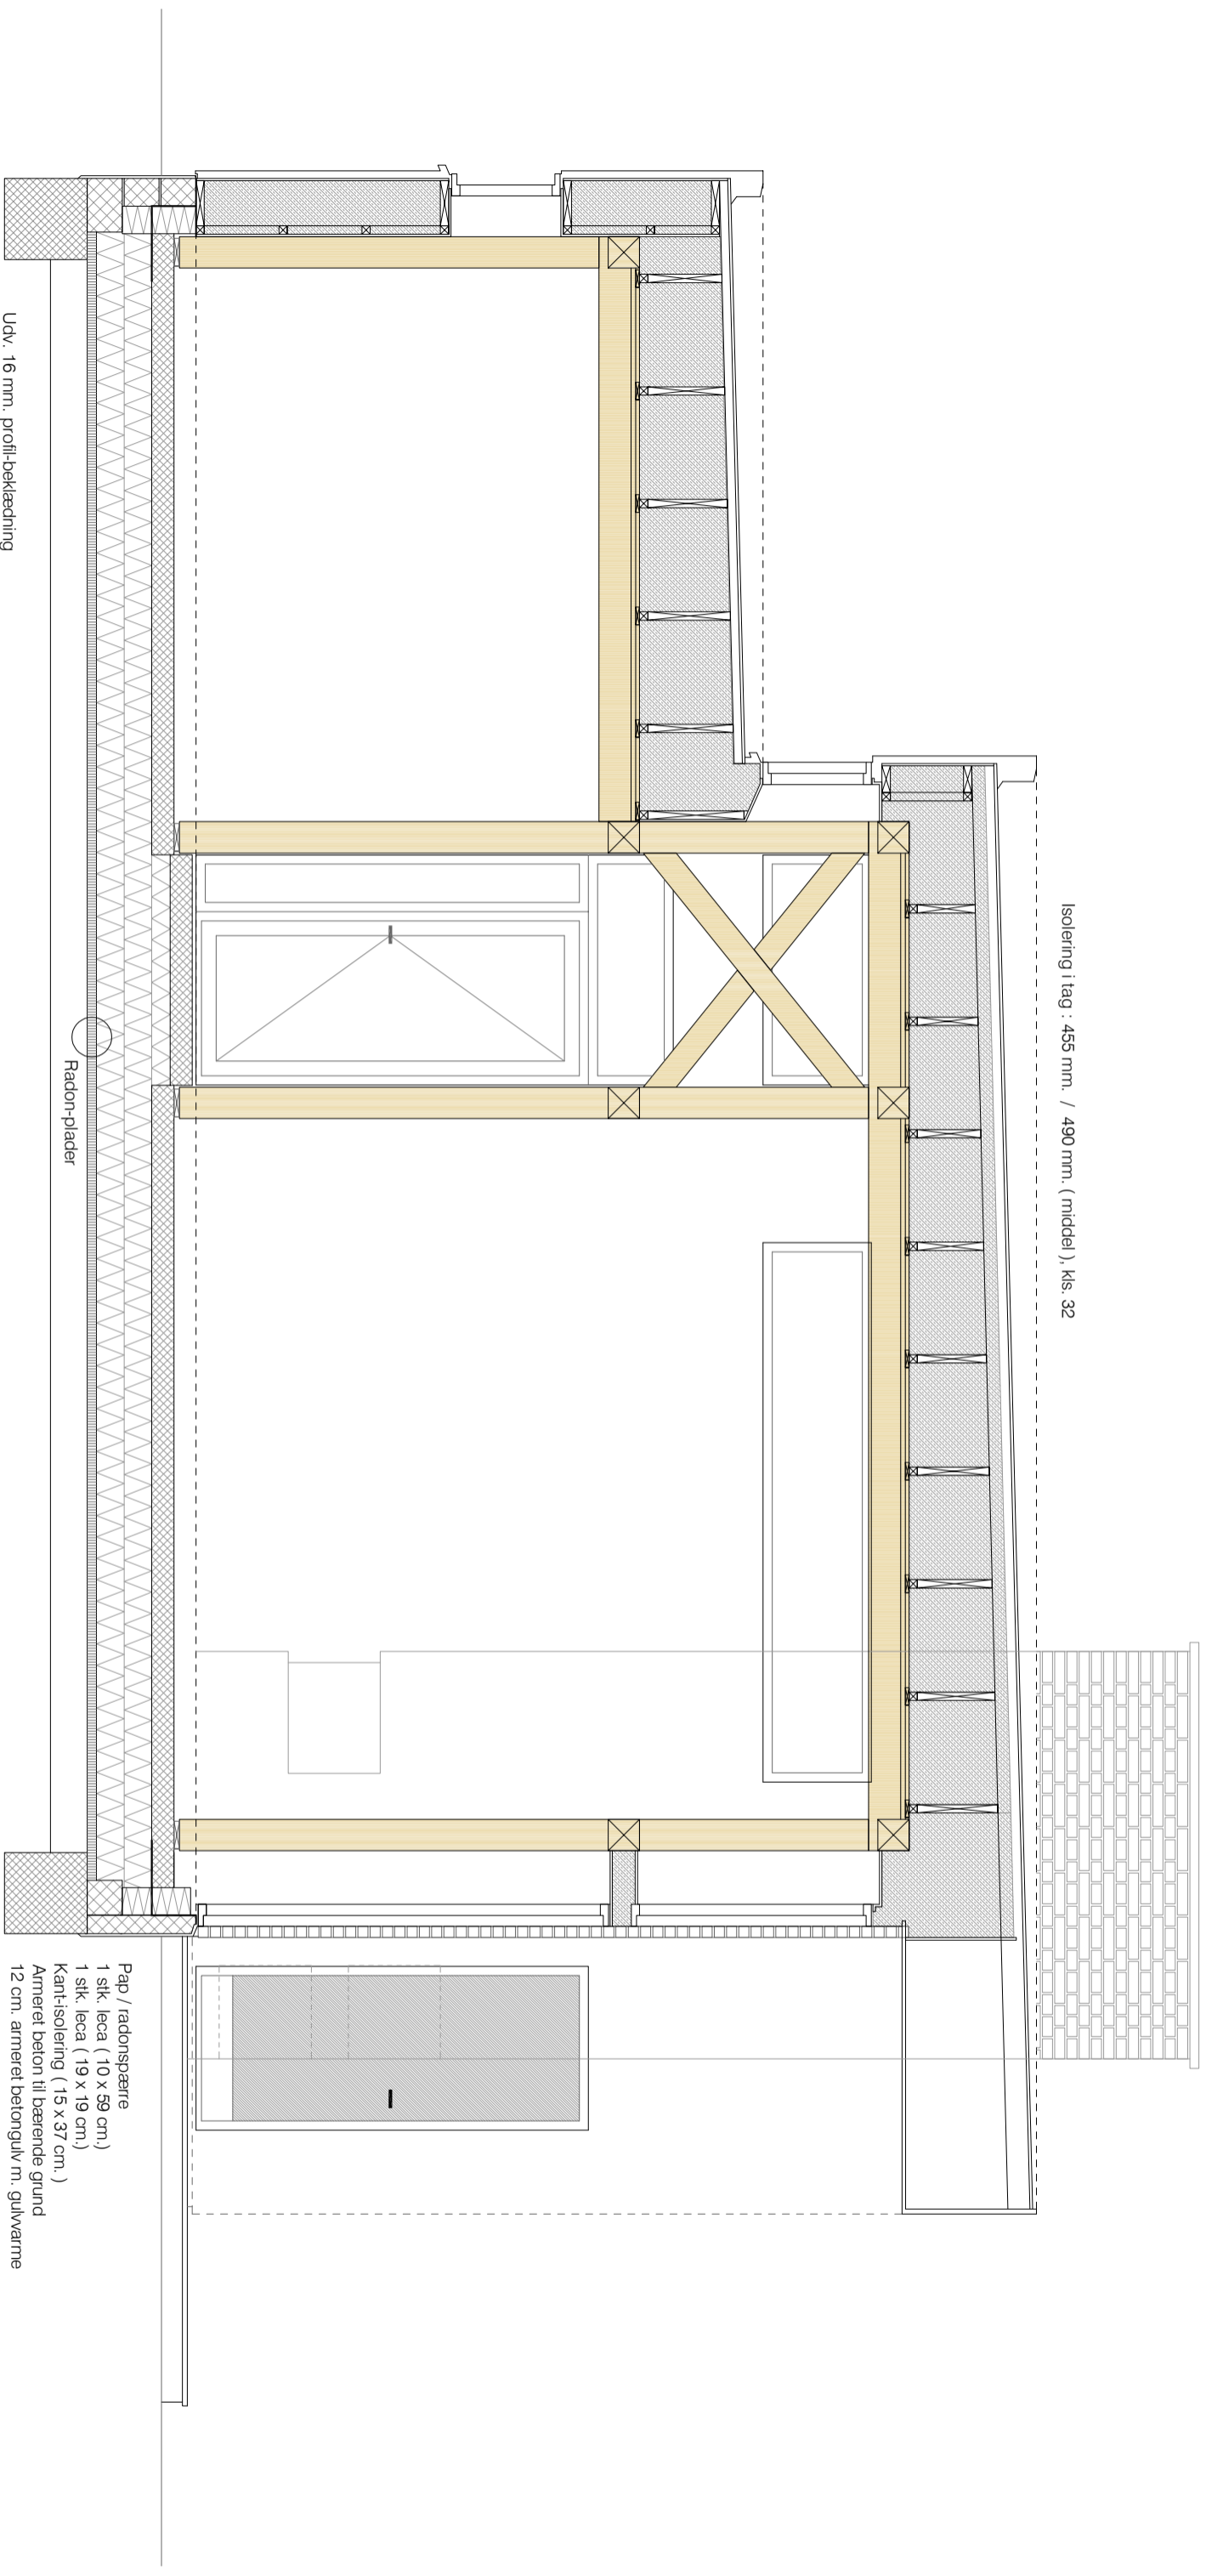 Isolering i tag : 455 mm. / 490 mm. ( middel ), kls. 32
Radon-plader
Udv. 16 mm. profil-beklædning
Pap / radonspærre
1 stk. leca ( 10 x 59 cm.)
1 stk. leca ( 19 x 19 cm.)
Kant-isolering ( 15 x 37 cm. )
Armeret beton til bærende grund
12 cm. armeret betongulv m. gulvvarme